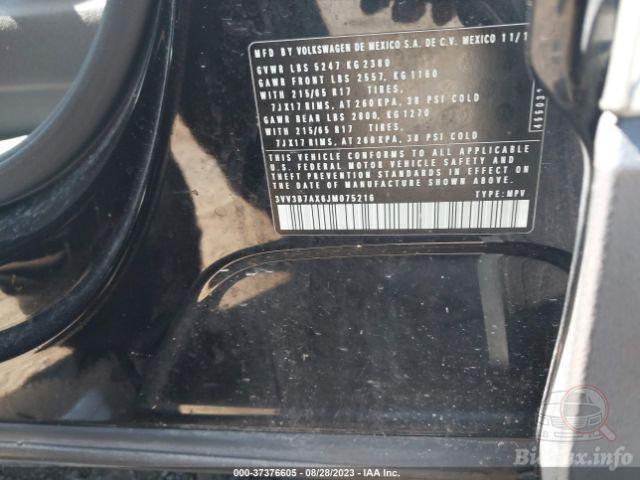 MFD BY VOLKSWAGEN DE MEXICO S.A. DE C.V. MEXICO 11/1
GVWR LBS 5247 KG 2380
GAWR FRONT LBS 2557, KG 1160
WITH 215/65 R17 TIRES,
7JX17 RIMS, AT 260 KPA, 38 PSI COLD
GAWR REAR LBS 2800, KG 1270
WITH 215/65 R17 TIRES,
7JX17 RIMS, AT 260 KPA, 38 PSI COLD
THIS VEHICLE CONFORMS TO ALL APPLICABLE
U.S. FEDERAL MOTOR VEHICLE SAFETY AND
THEFT PREVENTION STANDARDS IN EFFECT ON THE
DATE OF MANUFACTURE SHOWN ABOVE.
3VV3B7AX6JM075216 TYPE: MPV
000-37376605 - 08/28/2023 - IAA Inc.